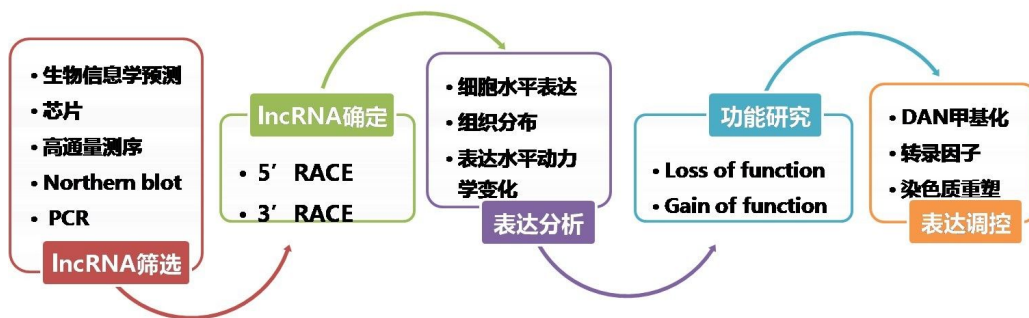 • 生物信息学预测
• 芯片
• 高通量测序
• Northern blot
• PCR
lncRNA筛选
lncRNA确定
• 5’ RACE
• 3’ RACE
• 细胞水平表达
• 组织分布
• 表达水平动力
学变化
表达分析
功能研究
• Loss of function
• Gain of function
• DAN甲基化
• 转录因子
• 染色质重塑
表达调控